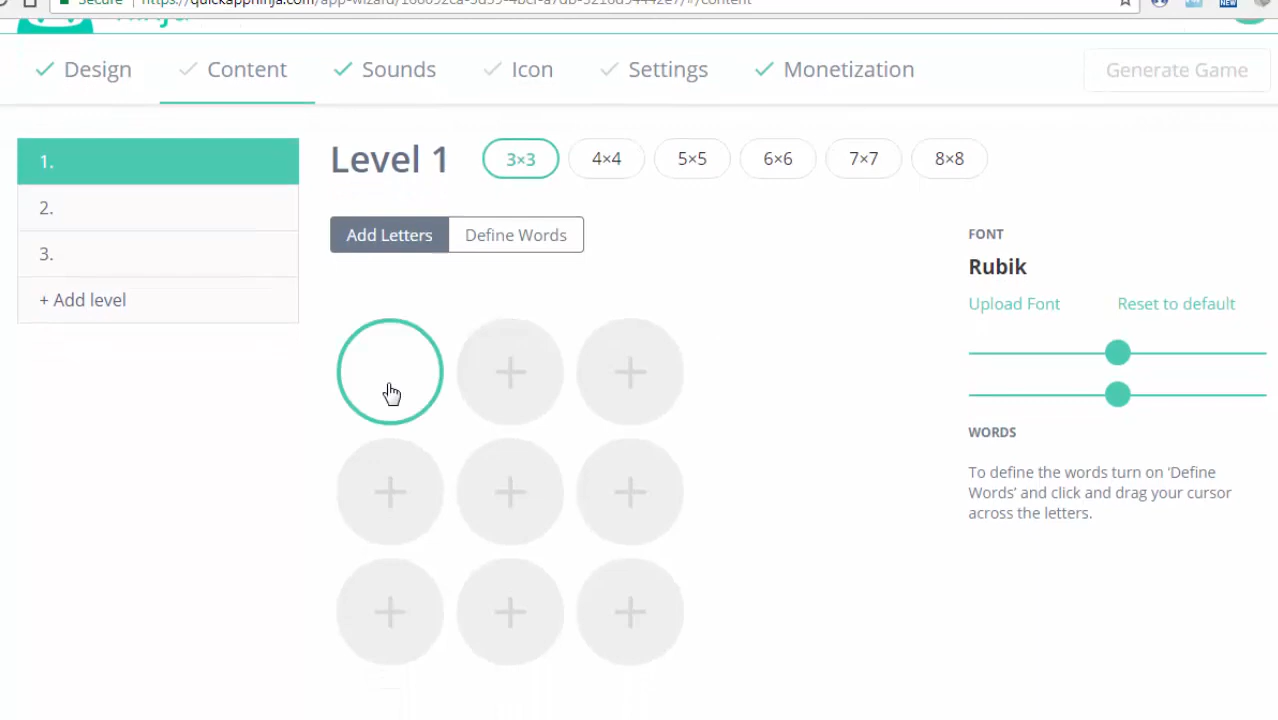 Secure
Design
Content
Sounds
Icon
Settings
Monetization
Generate Game
1.
2.
3.
+ Add level
Level 1
3×3
4×4
5×5
6×6
7×7
8×8
Add Letters
Define Words
FONT
Rubik
Upload Font
Reset to default
WORDS
To define the words turn on ‘Define
Words’ and click and drag your cursor
across the letters.
NEW